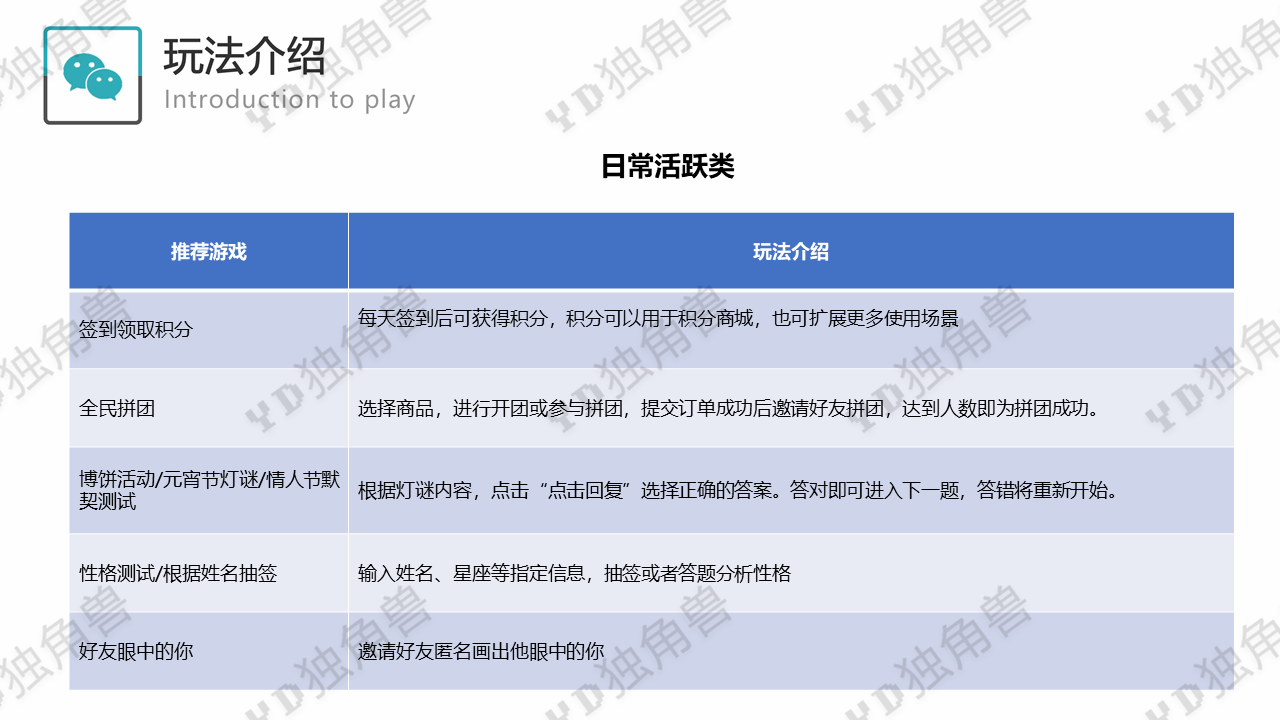 玩法介绍
Introduction to play
日常活跃类
推荐游戏
玩法介绍
签到领取积分
每天签到后可获得积分，积分可以用于积分商城，也可扩展更多使用场景
全民拼团
选择商品，进行开团或参与拼团，提交订单成功后邀请好友拼团，达到人数即为拼团成功。
博饼活动/元宵节灯谜/情人节默
契测试
根据灯谜内容，点击“点击回复”选择正确的答案。答对即可进入下一题，答错将重新开始。
性格测试/根据姓名抽签
输入姓名、星座等指定信息，抽签或者答题分析性格
好友眼中的你
邀请好友匿名画出他眼中的你
YD独角兽